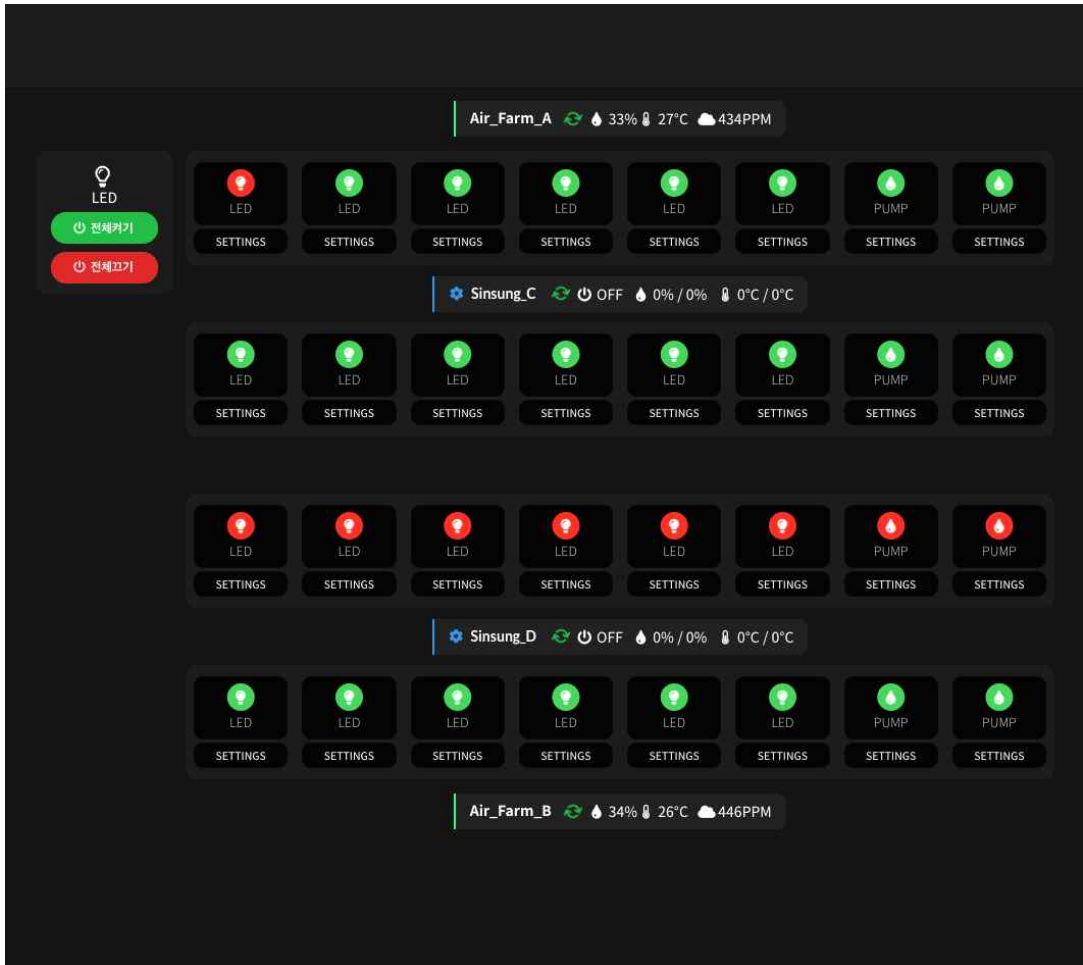 Air_Farm_A 33% 27°C 434PPM
LED
전체켜기
전체끄기
LED LED LED LED LED LED PUMP PUMP
SETTINGS SETTINGS SETTINGS SETTINGS SETTINGS SETTINGS SETTINGS SETTINGS
Sinsung_C OFF 0% / 0% 0°C / 0°C
LED LED LED LED LED LED PUMP PUMP
SETTINGS SETTINGS SETTINGS SETTINGS SETTINGS SETTINGS SETTINGS SETTINGS
LED LED LED LED LED LED PUMP PUMP
SETTINGS SETTINGS SETTINGS SETTINGS SETTINGS SETTINGS SETTINGS SETTINGS
Sinsung_D OFF 0% / 0% 0°C / 0°C
LED LED LED LED LED LED PUMP PUMP
SETTINGS SETTINGS SETTINGS SETTINGS SETTINGS SETTINGS SETTINGS SETTINGS
Air_Farm_B 34% 26°C 446PPM